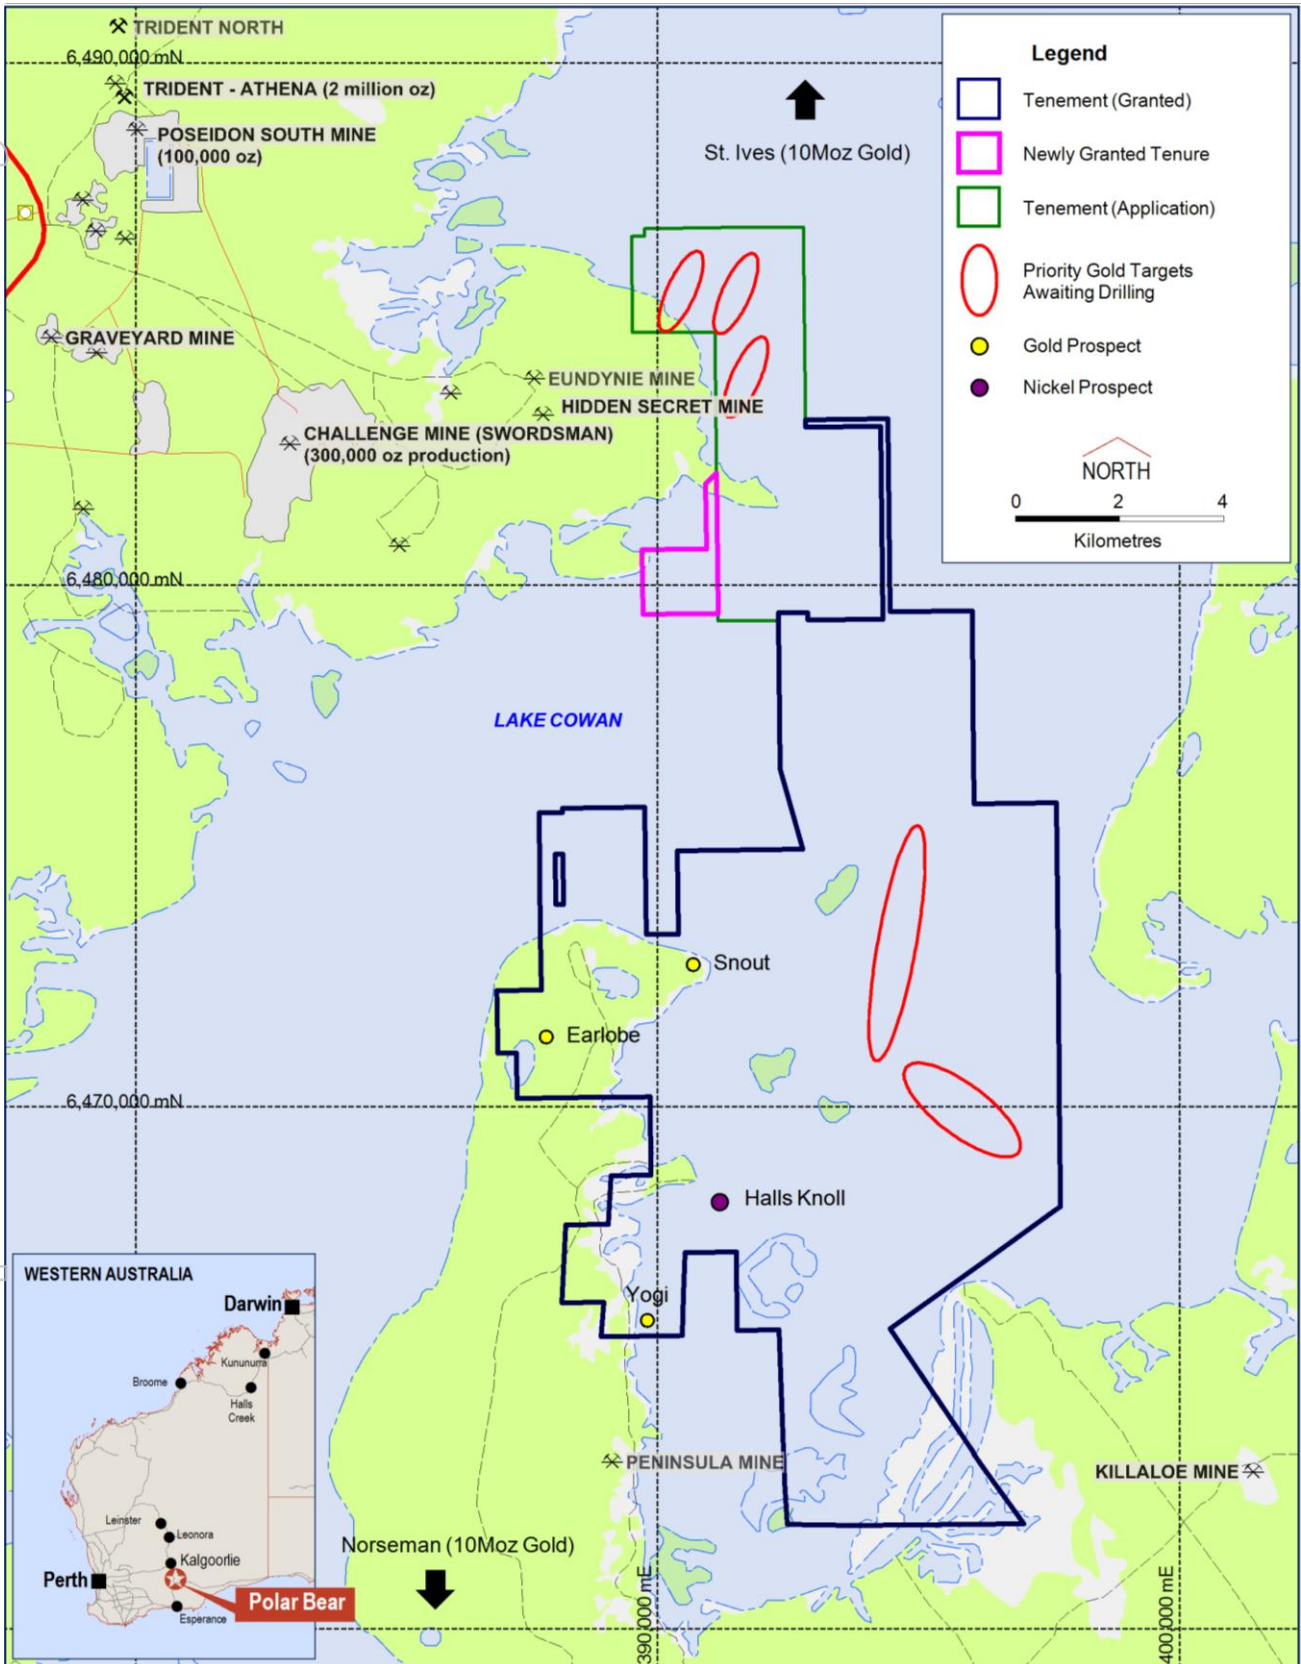 TRIDENT NORTH
6,490,000 mN
TRIDENT - ATHENA (2 million oz)
POSEIDON SOUTH MINE
(100,000 oz)
St. Ives (10Moz Gold)
Legend
Tenement (Granted)
Newly Granted Tenure
Tenement (Application)
Priority Gold Targets
Awaiting Drilling
Gold Prospect
Nickel Prospect
NORTH
0 2 4
Kilometres
GRAVEYARD MINE
EUNDYNIE MINE
HIDDEN SECRET MINE
CHALLENGE MINE (SWORDSMAN)
(300,000 oz production)
6,480,000 mN
LAKE COWAN
Snout
Earlobe
6,470,000 mN
Halls Knoll
Yogi
PENINSULA MINE
KILLALOE MINE
Norseman (10Moz Gold)
390,000 mE
400,000 mE
WESTERN AUSTRALIA
Darwin
Kununurra
Broome
Halls
Creek
Leinster
Leonora
Kalgoorlie
Perth
Polar Bear
Esperance